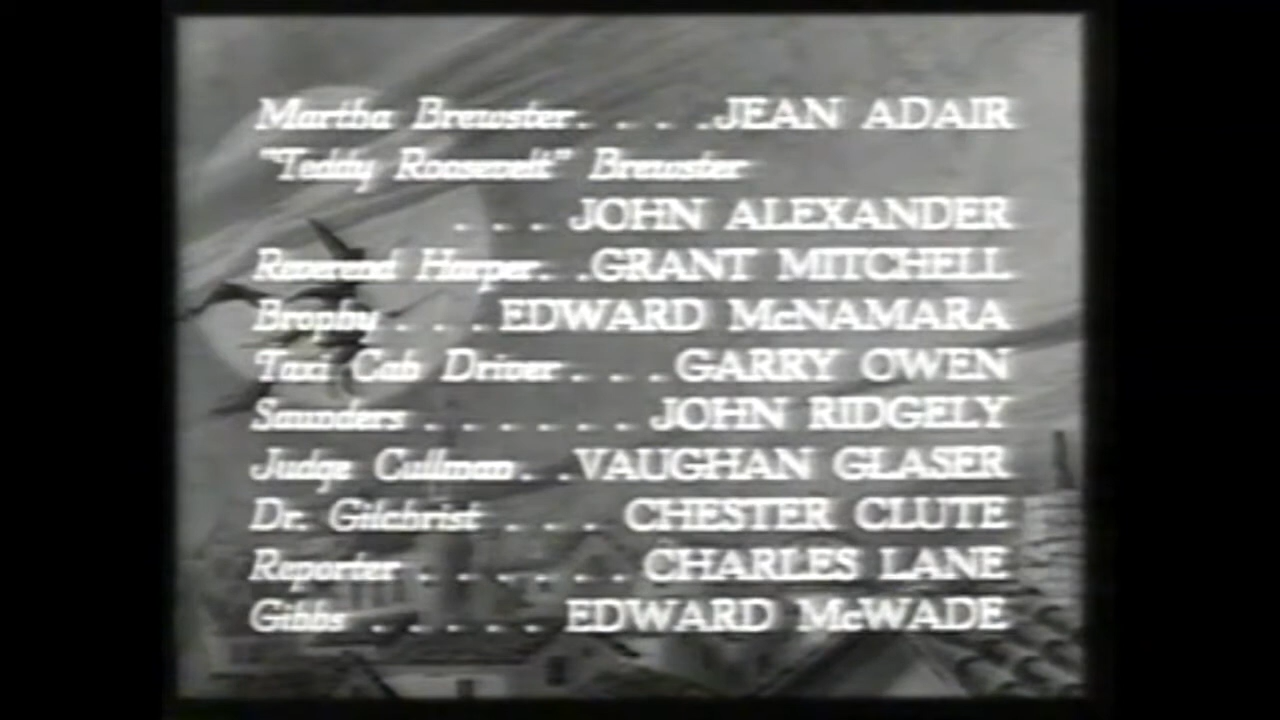 Martha Brewster. . . .JEAN ADAIR
"Teddy Roosevelt" Brewster
. . . JOHN ALEXANDER
Reverend Harper. .GRANT MITCHELL
Brophy . . . EDWARD McNAMARA
Taxi Cab Driver . . . GARRY OWEN
Saunders . . . . . . . JOHN RIDGELY
Judge Cullman. .VAUGHAN GLASER
Dr. Gilchrist . . . CHESTER CLUTE
Reporter . . . . . . CHARLES LANE
Gibbs . . . . . EDWARD McWADE